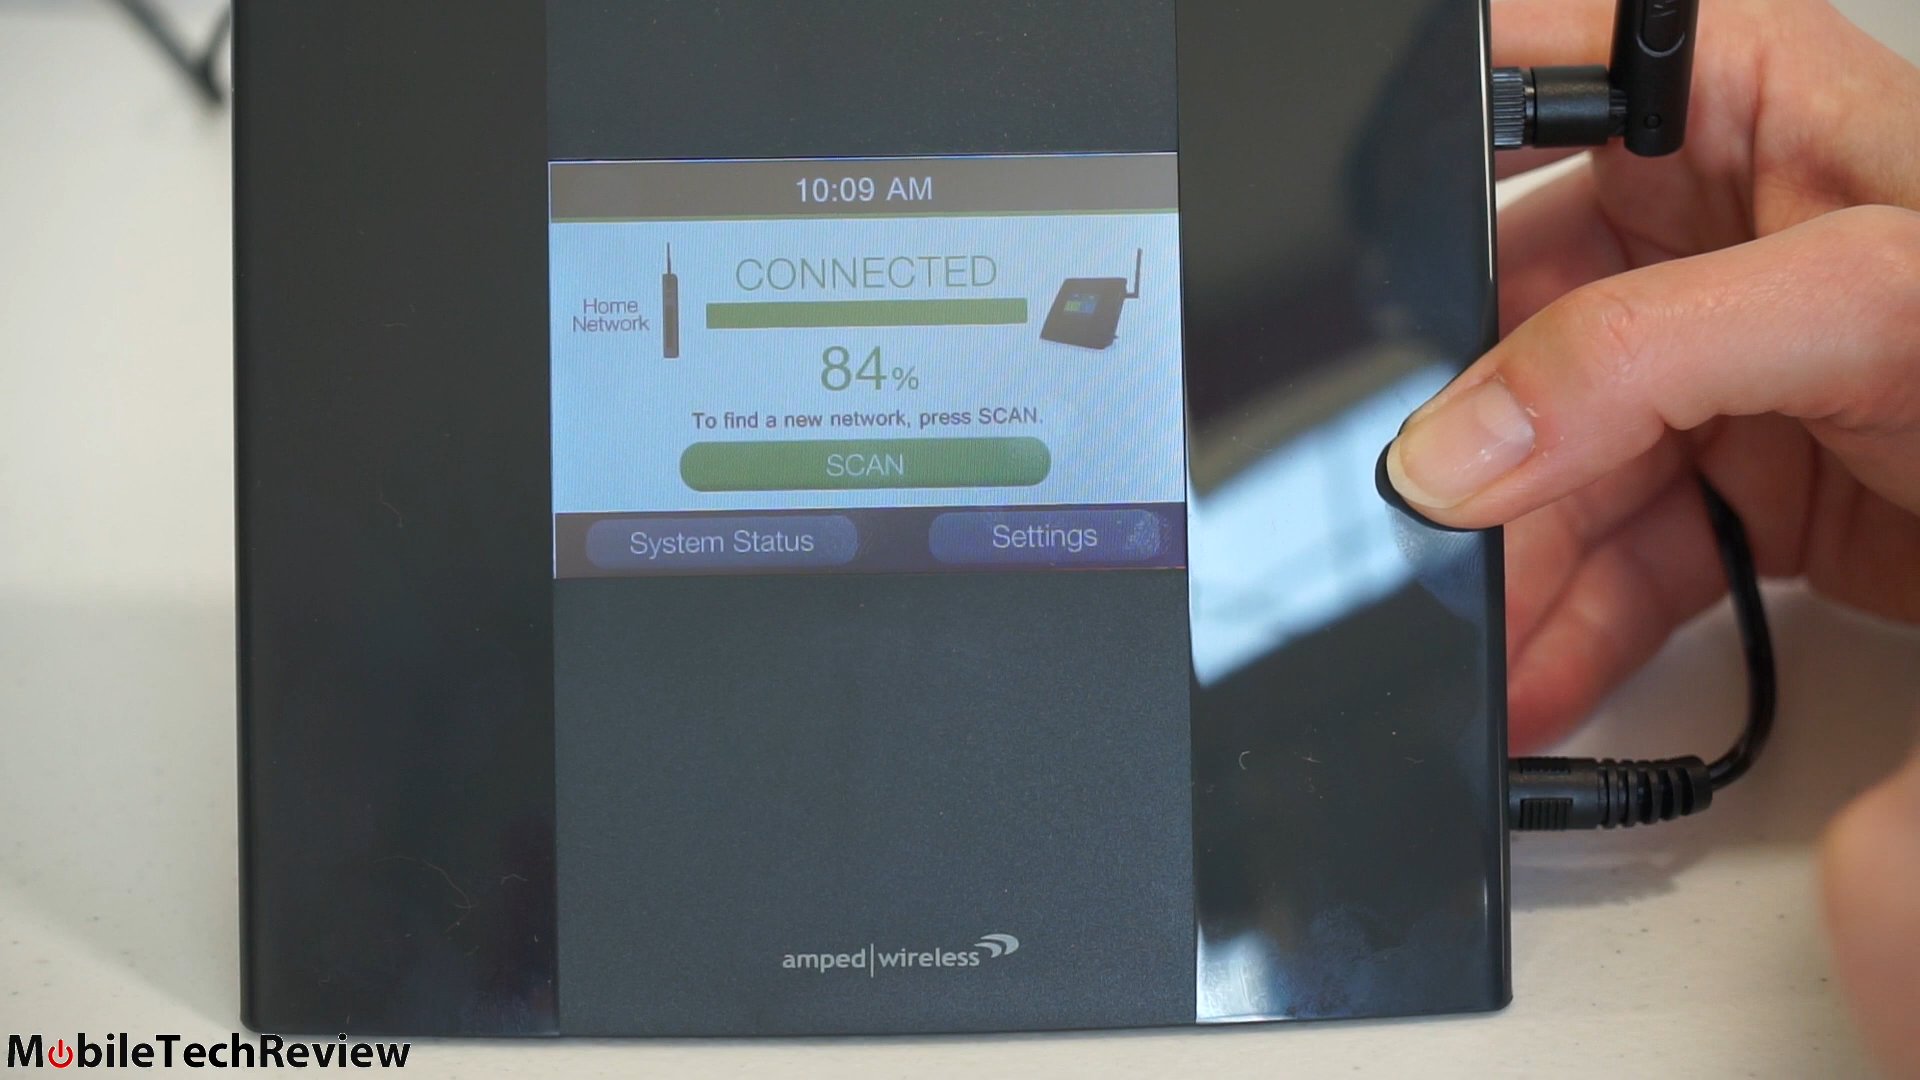 10:09 AM
CONNECTED
Home
Network
84%
To find a new network, press SCAN.
SCAN
System Status
Settings
amped|wireless
MobileTechReview